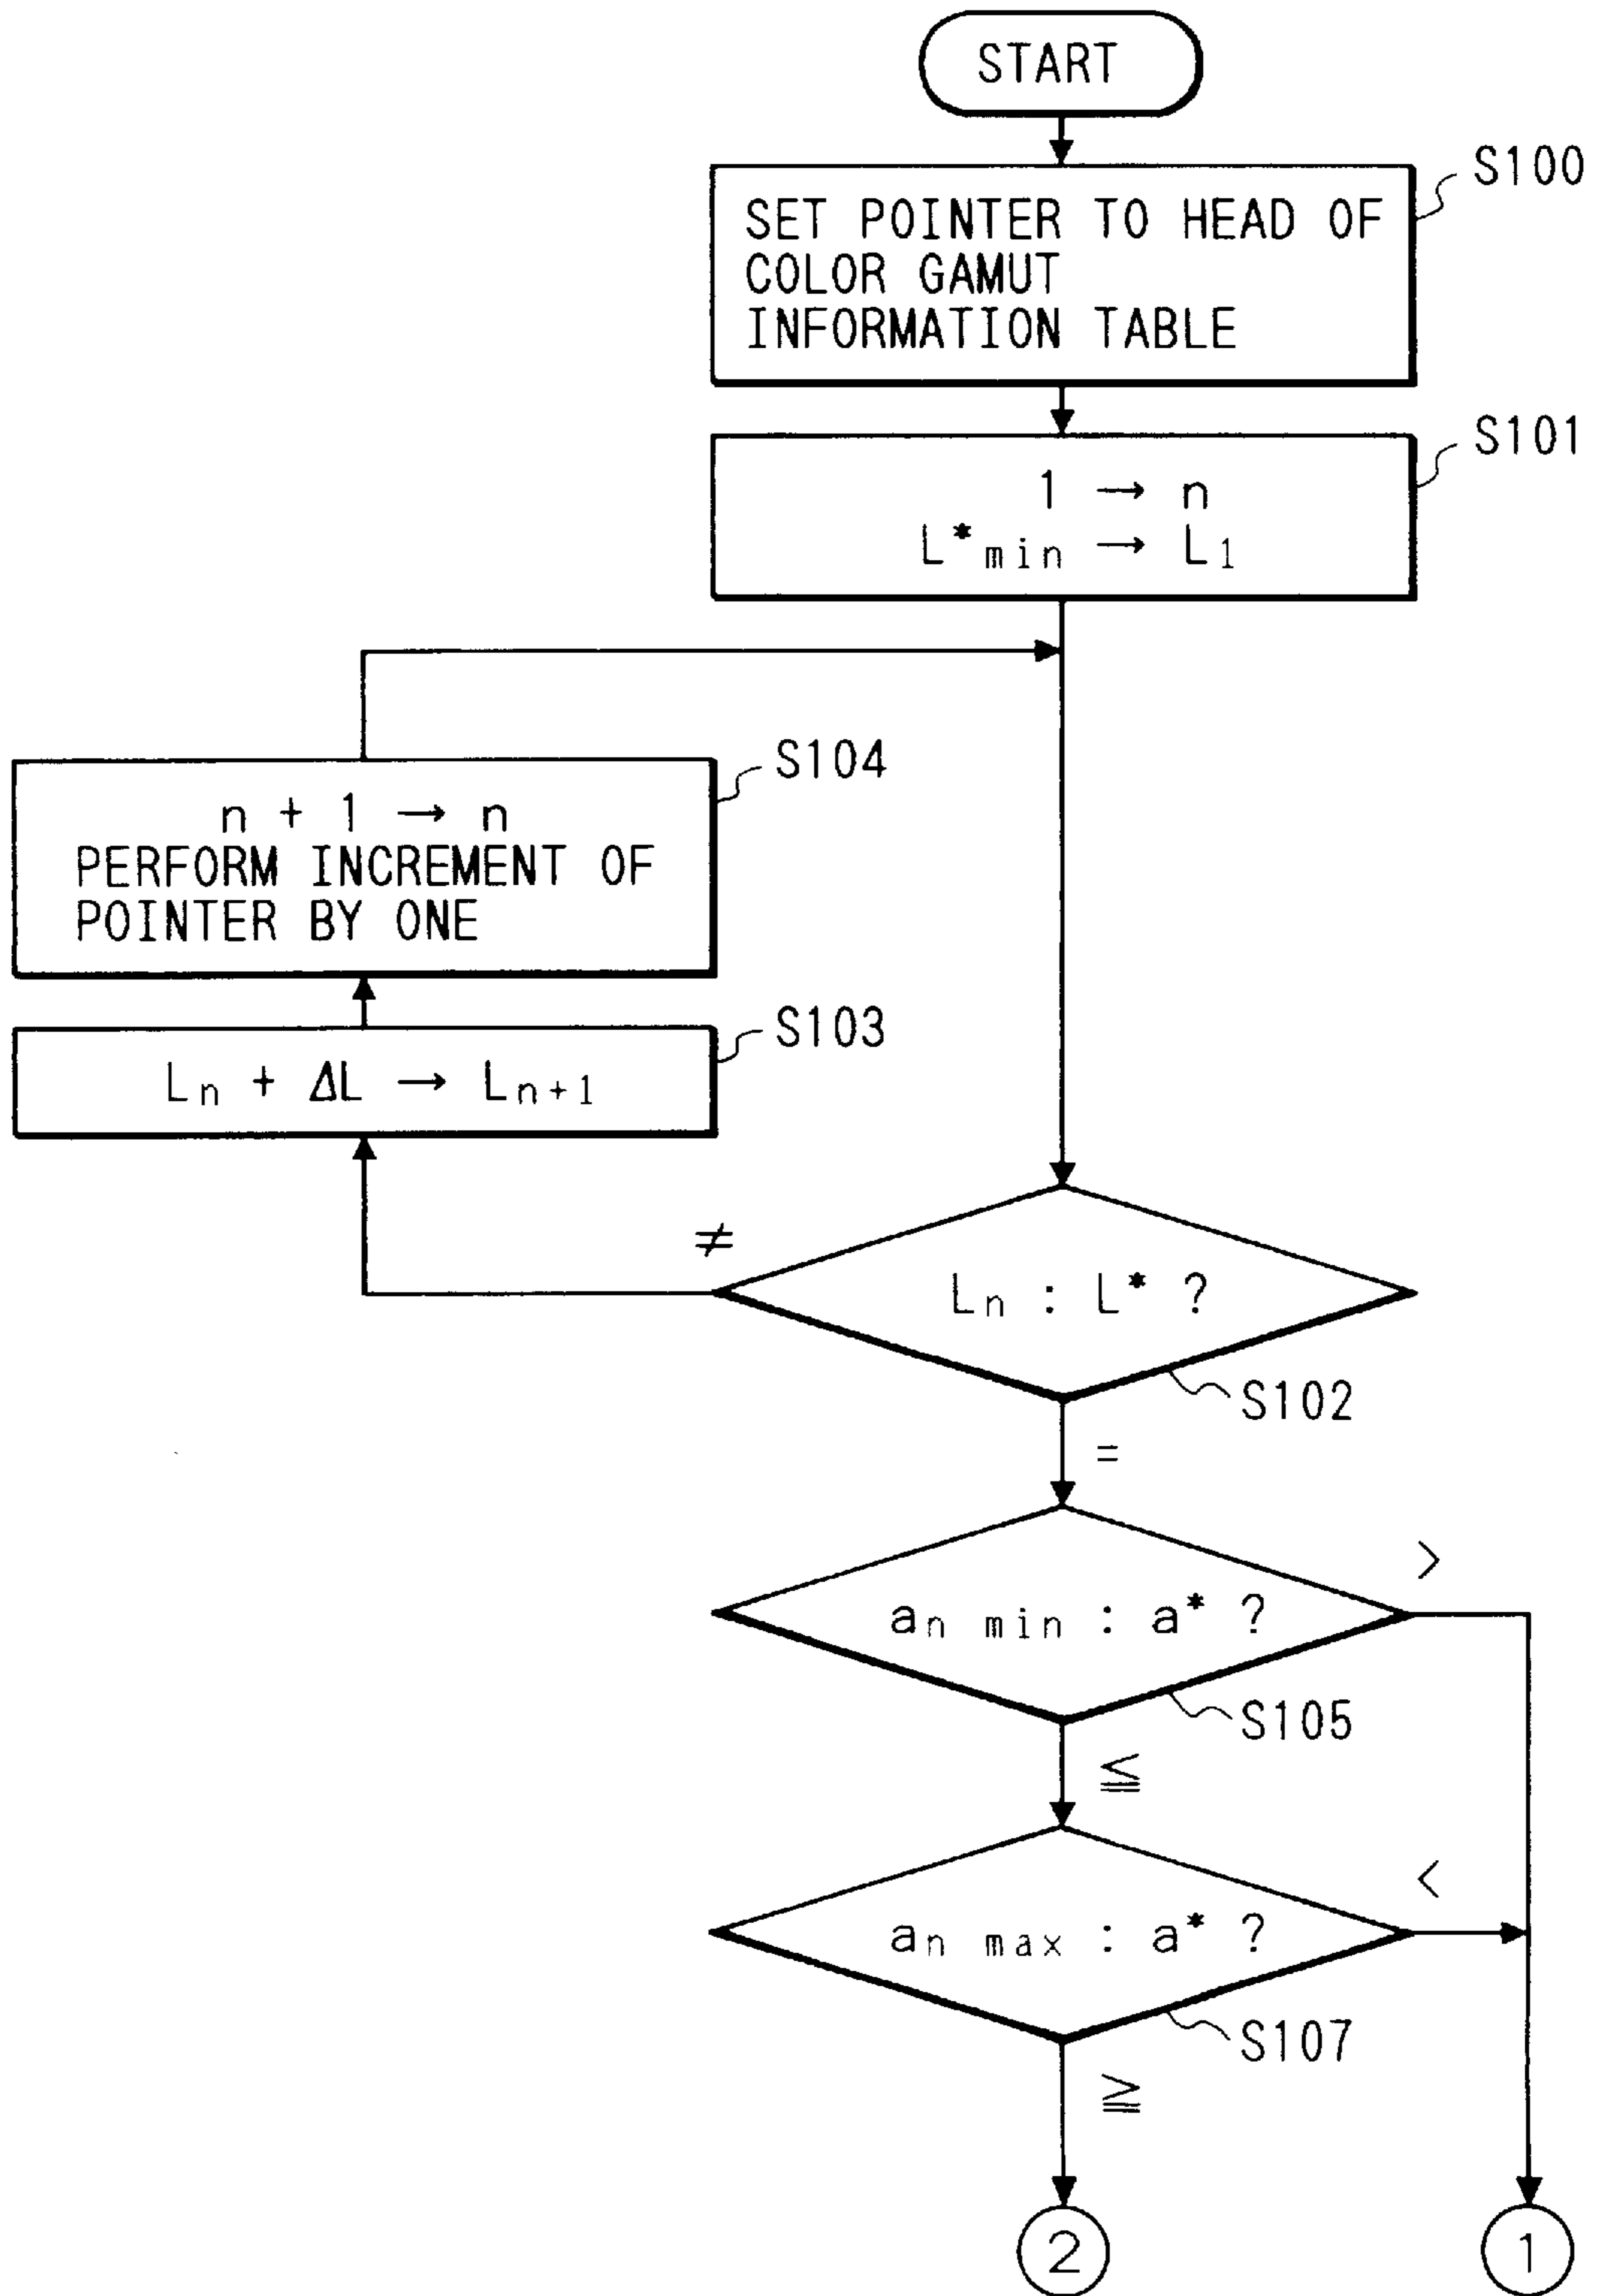 START
S100
SET POINTER TO HEAD OF
COLOR GAMUT
INFORMATION TABLE
S101
1 → n
L*min → L1
S104
n + 1 → n
PERFORM INCREMENT OF
POINTER BY ONE
S103
Ln + ΔL → Ln+1
≠
Ln : L* ?
S102
=
>
an min : a* ?
S105
≦
<
an max : a* ?
S107
≧
2
1